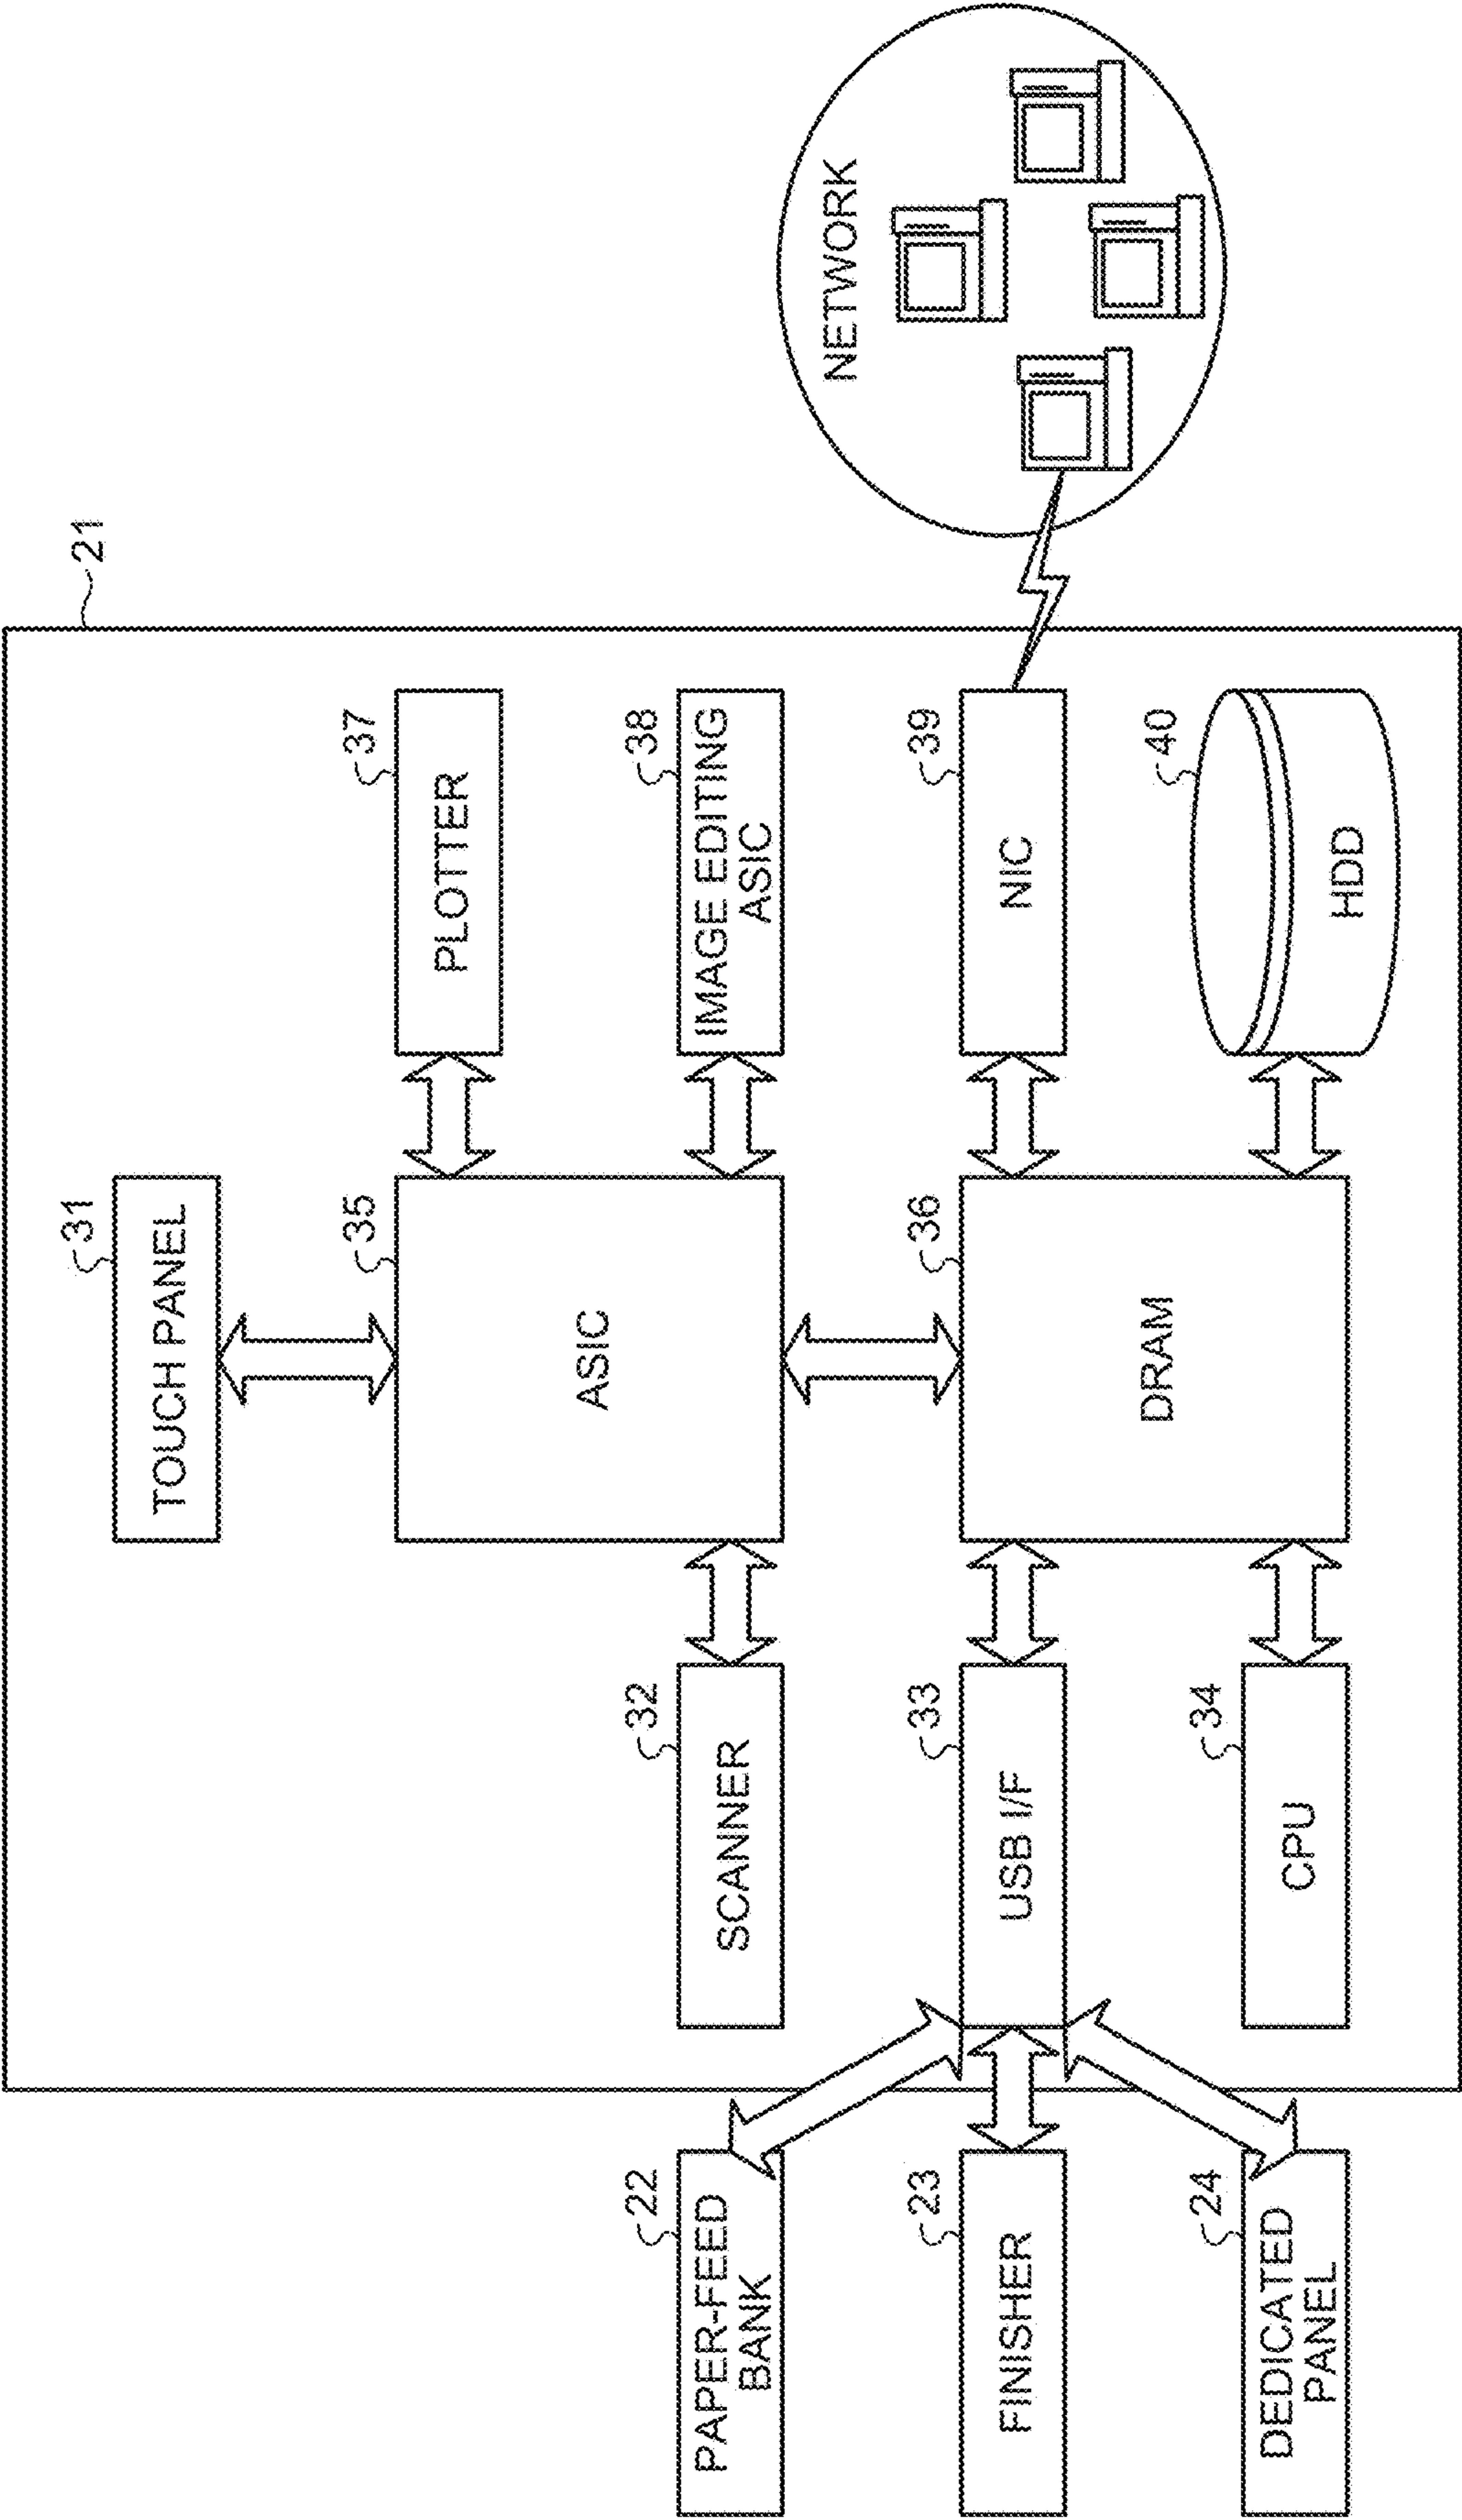 21
31
TOUCH PANEL
35
ASIC
37
PLOTTER
32
SCANNER
38
IMAGE EDITING
ASIC
22
PAPER-FEED
BANK
33
USB I/F
36
DRAM
39
NIC
NETWORK
23
FINISHER
34
CPU
40
HDD
24
DEDICATED
PANEL